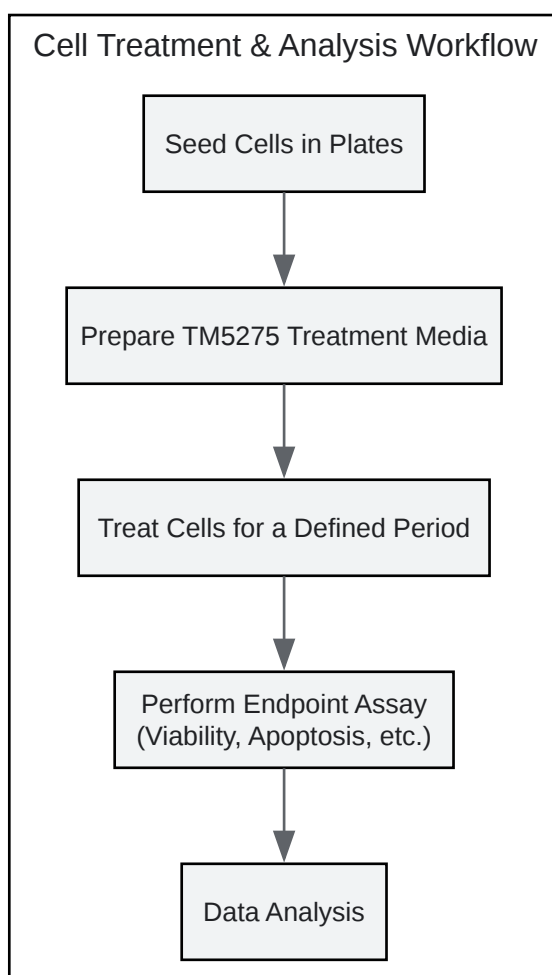 Cell Treatment & Analysis Workflow
Seed Cells in Plates
Prepare TM5275 Treatment Media
Treat Cells for a Defined Period
Perform Endpoint Assay
(Viability, Apoptosis, etc.)
Data Analysis